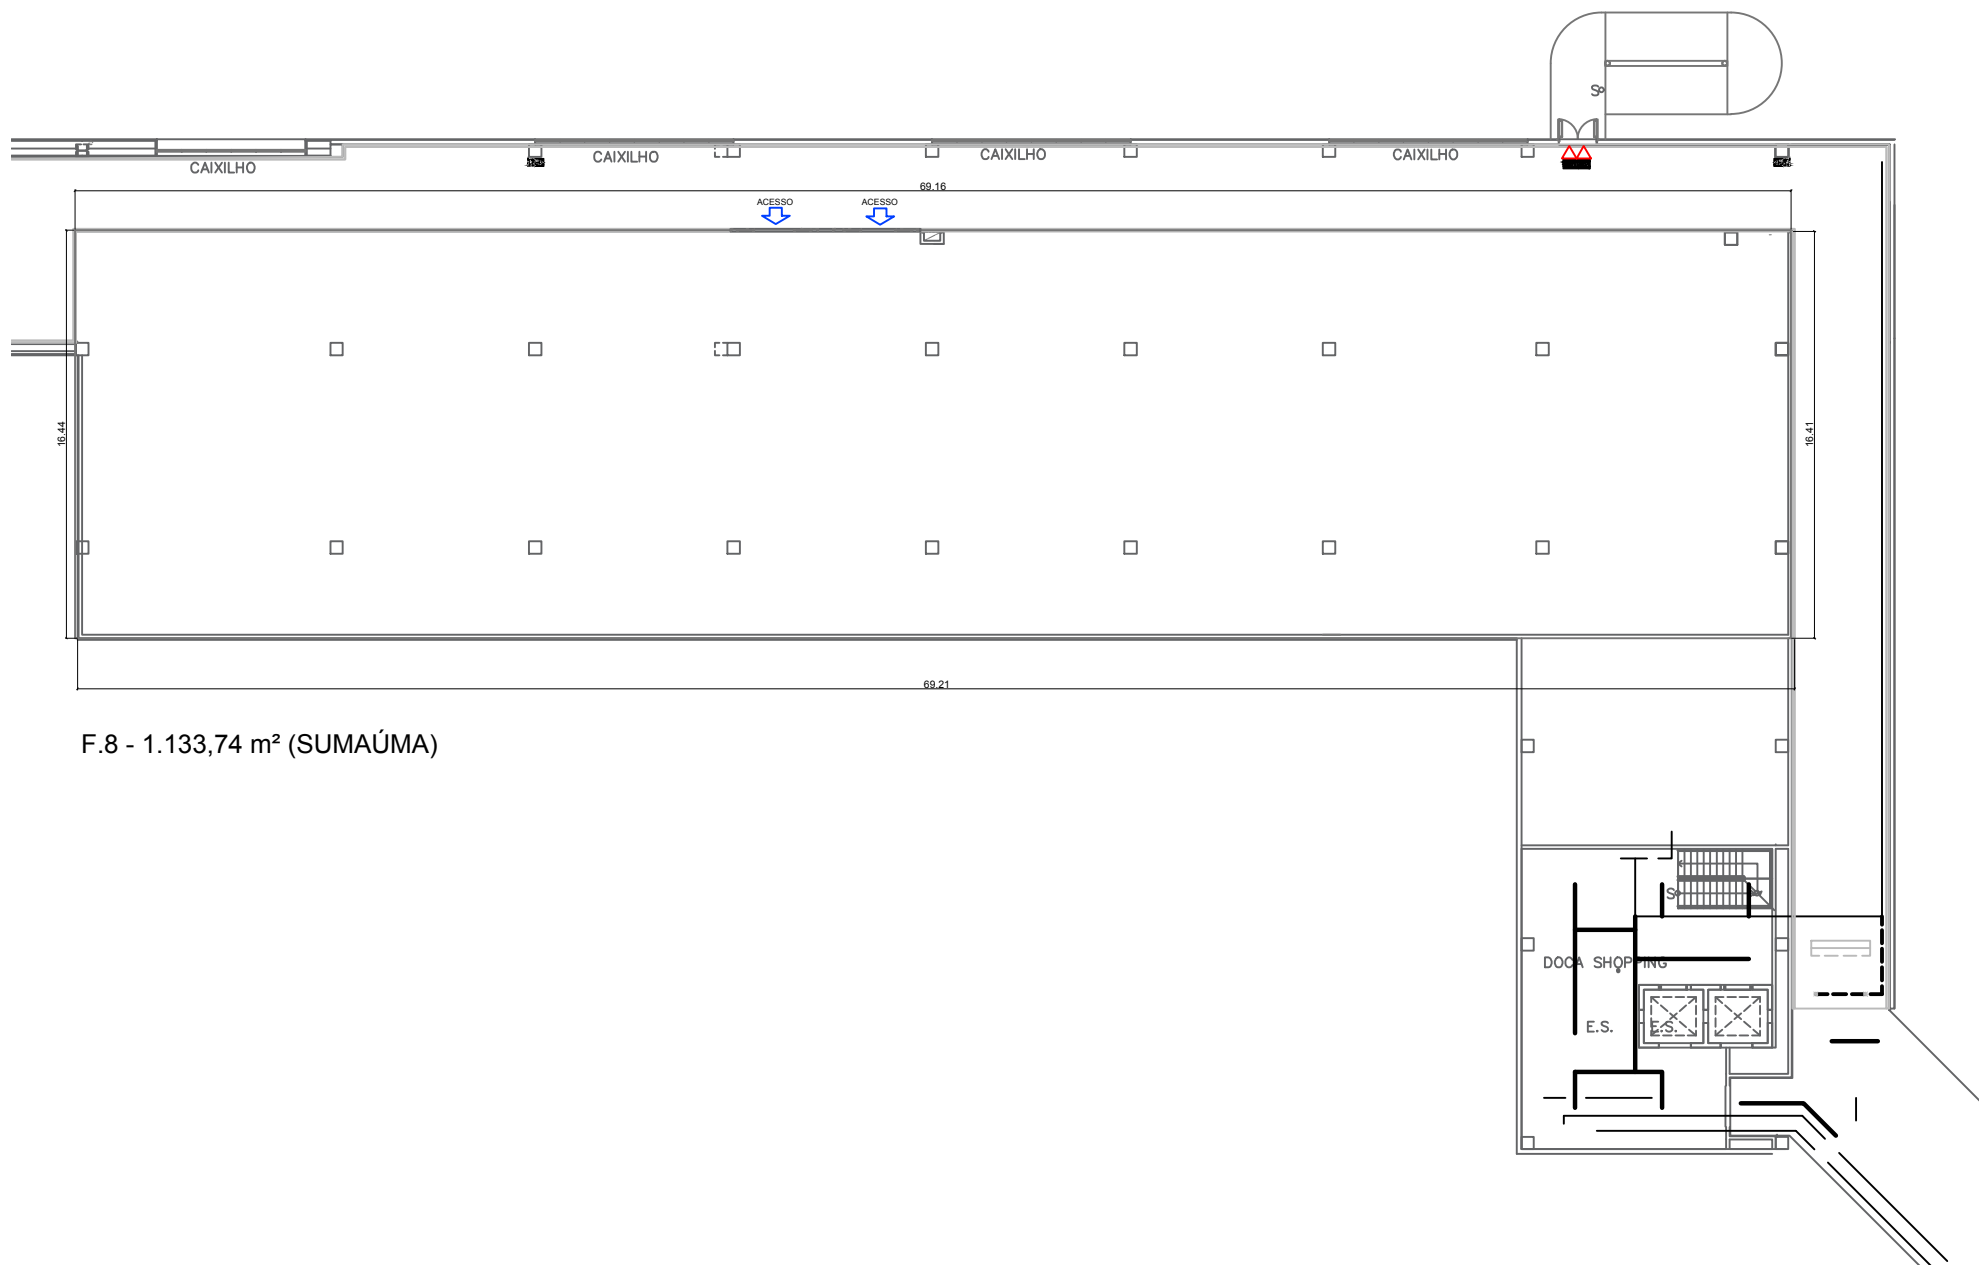 S
CAIXILHO
CAIXILHO
CAIXILHO
CAIXILHO
69.16
ACESSO
ACESSO
16.44
16.41
69.21
F.8 - 1.133,74 m² (SUMAÚMA)
S
DOCA SHOPPING
E.S.
E.S.